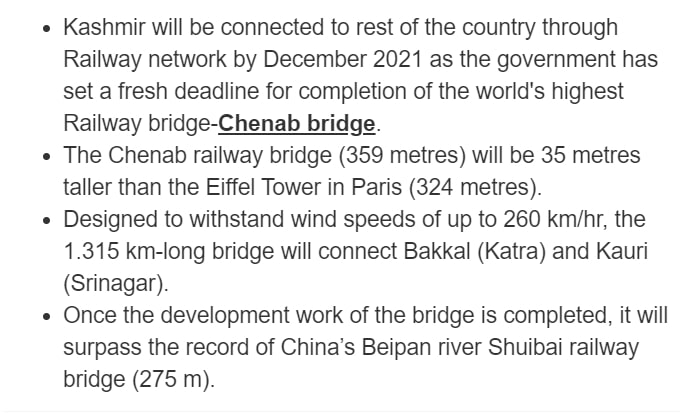 • Kashmir will be connected to rest of the country through
Railway network by December 2021 as the government has
set a fresh deadline for completion of the world's highest
Railway bridge-Chenab bridge.
• The Chenab railway bridge (359 metres) will be 35 metres
taller than the Eiffel Tower in Paris (324 metres).
• Designed to withstand wind speeds of up to 260 km/hr, the
1.315 km-long bridge will connect Bakkal (Katra) and Kauri
(Srinagar).
• Once the development work of the bridge is completed, it will
surpass the record of China’s Beipan river Shuibai railway
bridge (275 m).